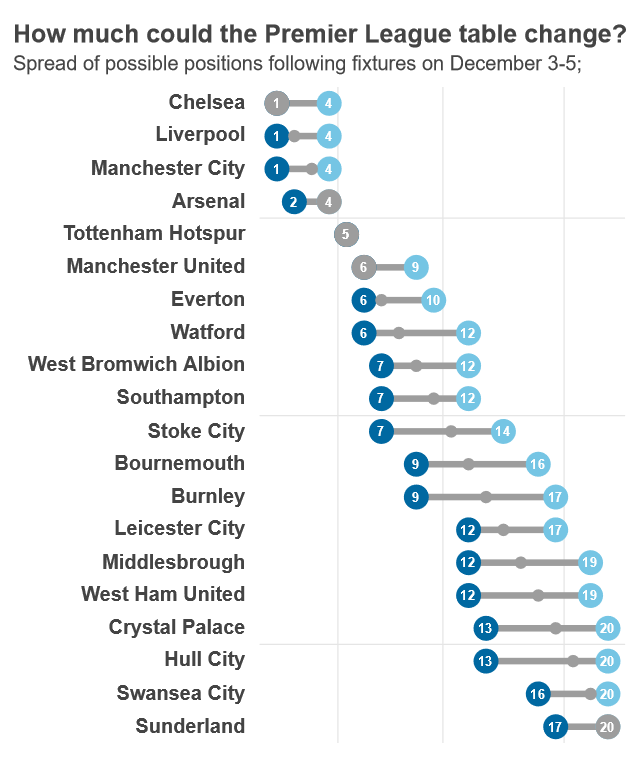 How much could the Premier League table change?
Spread of possible positions following fixtures on December 3-5;
Chelsea 1 4
Liverpool 1 4
Manchester City 1 4
Arsenal 2 4
Tottenham Hotspur 5
Manchester United 6 9
Everton 6 10
Watford 6 12
West Bromwich Albion 7 12
Southampton 7 12
Stoke City 7 14
Bournemouth 9 16
Burnley 9 17
Leicester City 12 17
Middlesbrough 12 19
West Ham United 12 19
Crystal Palace 13 20
Hull City 13 20
Swansea City 16 20
Sunderland 17 20